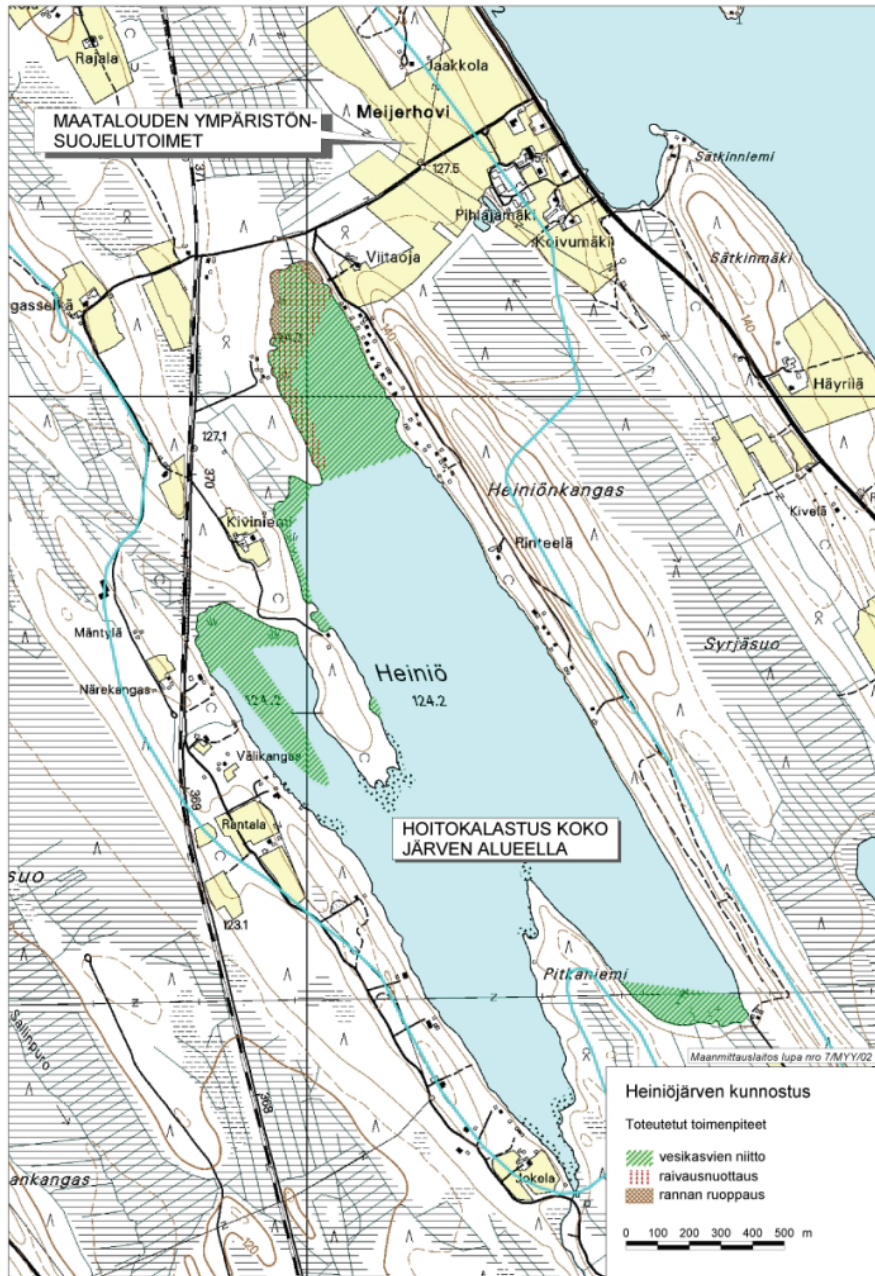 Rajala
Jaakkola
Meijerhovi
MAATALOUDEN YMPÄRISTÖN-
SUOJELUTOIMET
371
127.5
Sätkinniemi
Pihlajamäki
Koivumäki
Viitaoja
Sätkinmäki
140
gasselkä
140
Häyrilä
127.1
370
Heiniönkangas
Kivelä
Kiviniemi
Rinteelä
Mäntylä
Syrjäsuo
Heiniö
Närekangas
124.2
124.2
Välikangas
369
Rantala
HOITOKALASTUS KOKO
JÄRVEN ALUEELLA
suo
123.1
Pitkäniemi
Sallinpuro
Maanmittauslaitos lupa nro 7/MYY/02
368
Heiniöjärven kunnostus
Toteutetut toimenpiteet
vesikasvien niitto
raivausnuottaus
rannan ruoppaus
ankangas
Jokela
120
0 100 200 300 400 500 m